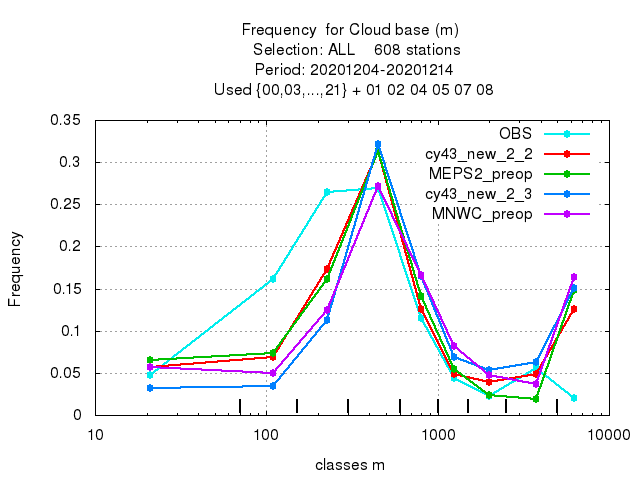 Frequency  for Cloud base (m)
Selection: ALL    608 stations
Period: 20201204-20201214
Used {00,03,...,21} + 01 02 04 05 07 08
OBS
cy43_new_2_2
MEPS2_preop
cy43_new_2_3
MNWC_preop
0.35
0.3
0.25
0.2
0.15
0.1
0.05
0
Frequency
10
100
1000
10000
classes m